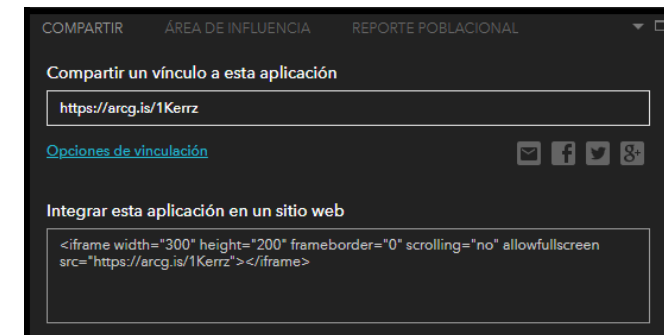 COMPARTIR ÁREA DE INFLUENCIA REPORTE POBLACIONAL
Compartir un vínculo a esta aplicación
https://arcg.is/1Kerrz
Opciones de vinculación
Integrar esta aplicación en un sitio web
<iframe width="300" height="200" frameborder="0" scrolling="no" allowfullscreen
src="https://arcg.is/1Kerrz"></iframe>